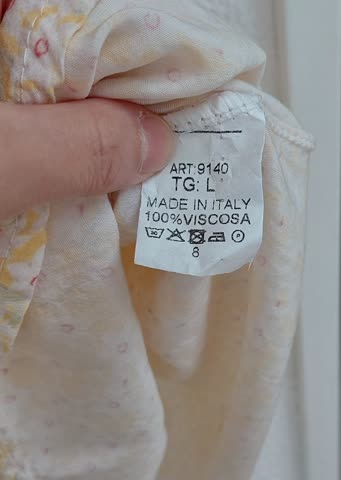 ART:9140
TG: L
MADE IN ITALY
100%VISCOSA
8